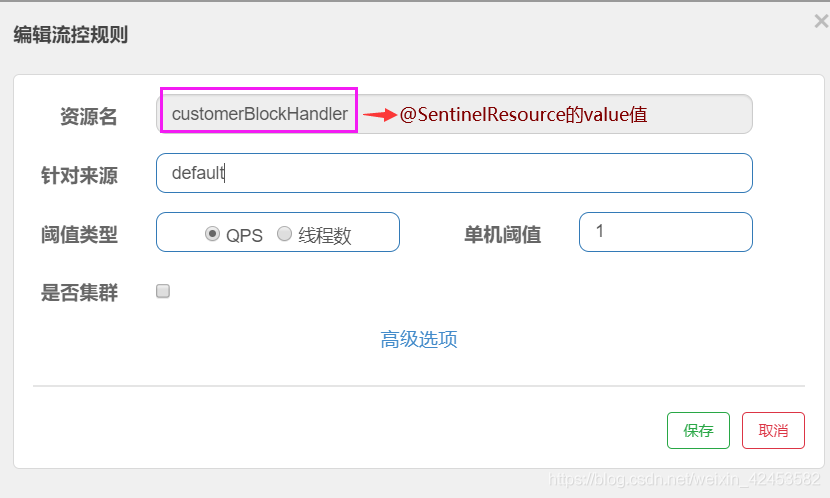 编辑流控规则
×
资源名 customerBlockHandler @SentinelResource的value值
针对来源 default
阈值类型 QPS 线程数 单机阈值 1
是否集群
高级选项
保存 取消
https://blog.csdn.net/weixin_42453582